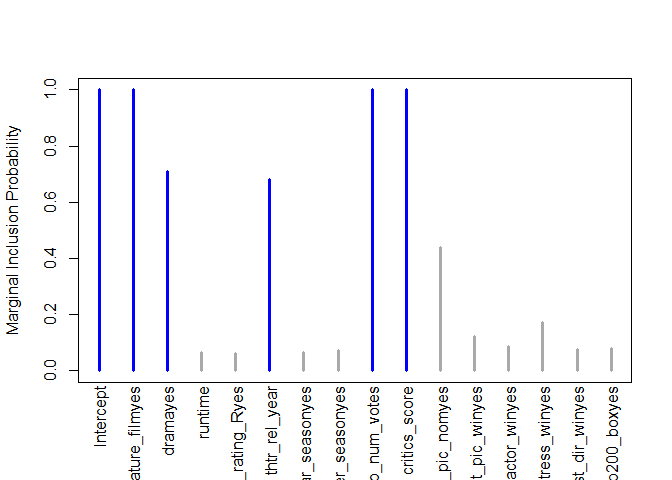 Marginal Inclusion Probability
1.0
0.8
0.6
0.4
0.2
0.0
Intercept
ature_filmyes
dramayes
runtime
_rating_Ryes
thtr_rel_year
ar_seasonyes
er_seasonyes
o_num_votes
critics_score
_pic_nomyes
t_pic_winyes
actor_winyes
tress_winyes
st_dir_winyes
o200_boxyes